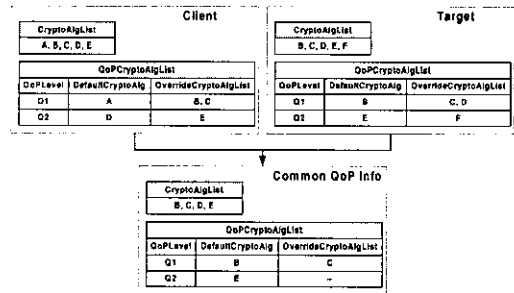 Client
CryptoAlgList
A, B, C, D, E
QoPCryptoAlgList
QoPLevel DefaultCryptoAlg OverrideCryptoAlgList
Q1 A B, C
Q2 D E
Target
CryptoAlgList
B, C, D, E, F
QoPCryptoAlgList
QoPLevel DefaultCryptoAlg OverrideCryptoAlgList
Q1 B C, D
Q2 E F
Common QoP Info
CryptoAlgList
B, C, D, E
QoPCryptoAlgList
QoPLevel DefaultCryptoAlg OverrideCryptoAlgList
Q1 B C
Q2 E –